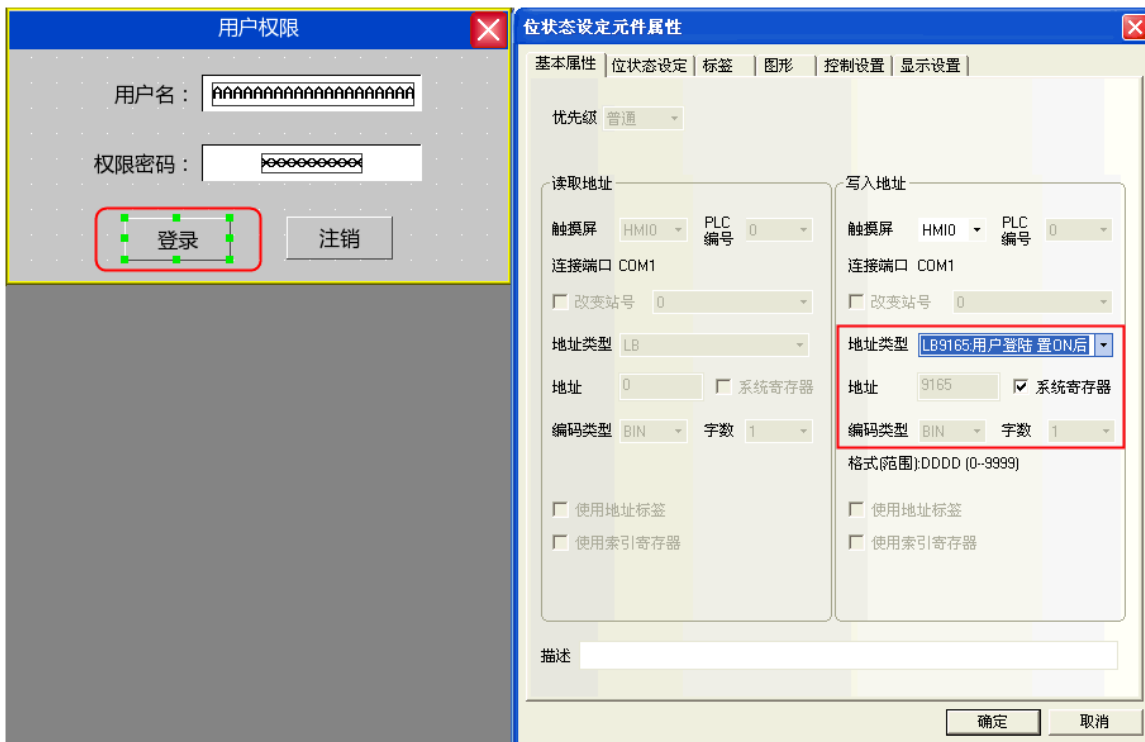 用户权限
用户名：
AAAAAAAAAAAAAAAAAAAA
权限密码：
登录
注销
位状态设定元件属性
基本属性 位状态设定 标签 图形 控制设置 显示设置
优先级 普通
读取地址
触摸屏 HMI0 PLC编号 0
连接端口 COM1
改变站号 0
地址类型 LB
地址 0 系统寄存器
编码类型 BIN 字数 1
使用地址标签
使用索引寄存器
写入地址
触摸屏 HMI0 PLC编号 0
连接端口 COM1
改变站号 0
地址类型 LB9165:用户登陆 置ON后
地址 9165 系统寄存器
编码类型 BIN 字数 1
格式(范围):DDDD (0--9999)
使用地址标签
使用索引寄存器
描述
确定 取消